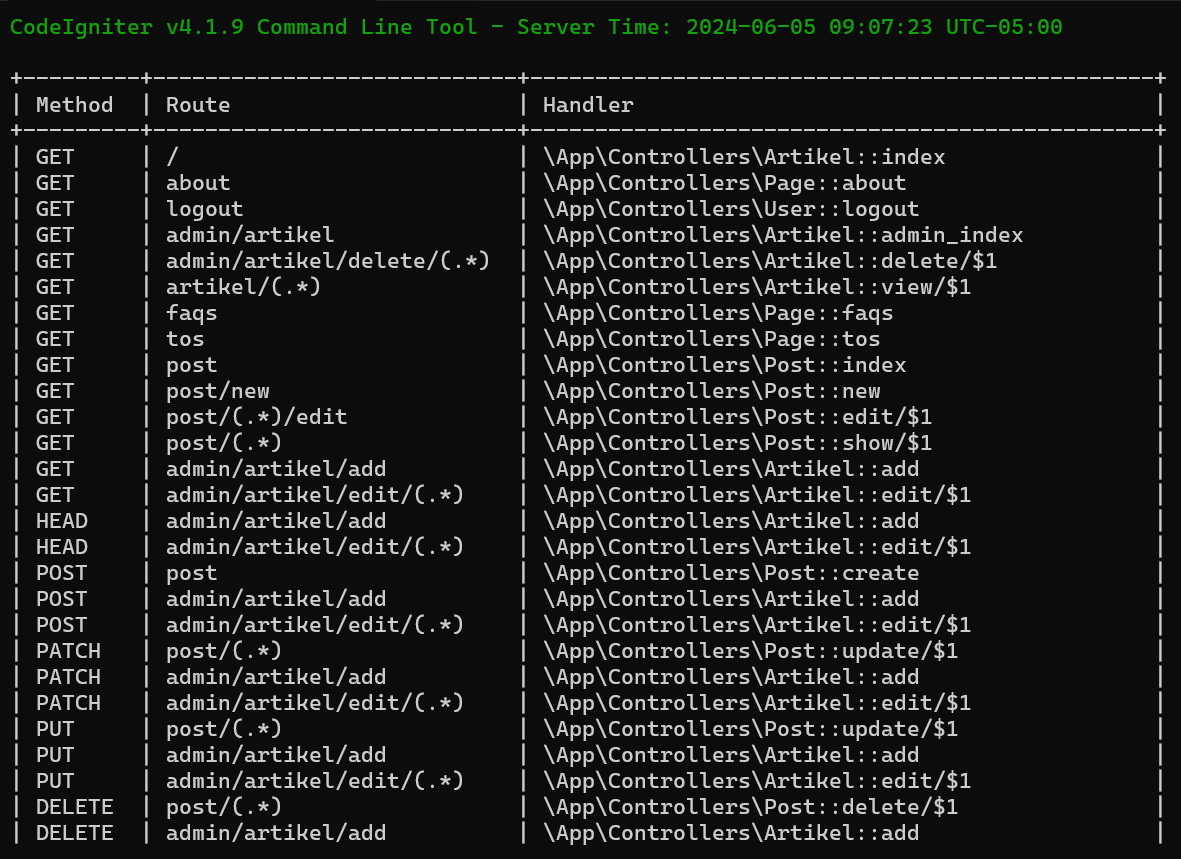 CodeIgniter v4.1.9 Command Line Tool - Server Time: 2024-06-05 09:07:23 UTC-05:00
+---------+----------------------------+------------------------------------------------+
| Method  | Route                      | Handler                                        |
+---------+----------------------------+------------------------------------------------+
| GET     | /                          | \App\Controllers\Artikel::index                |
| GET     | about                      | \App\Controllers\Page::about                   |
| GET     | logout                     | \App\Controllers\User::logout                  |
| GET     | admin/artikel              | \App\Controllers\Artikel::admin_index          |
| GET     | admin/artikel/delete/(.*)  | \App\Controllers\Artikel::delete/$1            |
| GET     | artikel/(.*)               | \App\Controllers\Artikel::view/$1              |
| GET     | faqs                       | \App\Controllers\Page::faqs                    |
| GET     | tos                        | \App\Controllers\Page::tos                     |
| GET     | post                       | \App\Controllers\Post::index                   |
| GET     | post/new                   | \App\Controllers\Post::new                     |
| GET     | post/(.*)/edit             | \App\Controllers\Post::edit/$1                 |
| GET     | post/(.*)                  | \App\Controllers\Post::show/$1                 |
| GET     | admin/artikel/add          | \App\Controllers\Artikel::add                  |
| GET     | admin/artikel/edit/(.*)    | \App\Controllers\Artikel::edit/$1              |
| HEAD    | admin/artikel/add          | \App\Controllers\Artikel::add                  |
| HEAD    | admin/artikel/edit/(.*)    | \App\Controllers\Artikel::edit/$1              |
| POST    | post                       | \App\Controllers\Post::create                  |
| POST    | admin/artikel/add          | \App\Controllers\Artikel::add                  |
| POST    | admin/artikel/edit/(.*)    | \App\Controllers\Artikel::edit/$1              |
| PATCH   | post/(.*)                  | \App\Controllers\Post::update/$1               |
| PATCH   | admin/artikel/add          | \App\Controllers\Artikel::add                  |
| PATCH   | admin/artikel/edit/(.*)    | \App\Controllers\Artikel::edit/$1              |
| PUT     | post/(.*)                  | \App\Controllers\Post::update/$1               |
| PUT     | admin/artikel/add          | \App\Controllers\Artikel::add                  |
| PUT     | admin/artikel/edit/(.*)    | \App\Controllers\Artikel::edit/$1              |
| DELETE  | post/(.*)                  | \App\Controllers\Post::delete/$1               |
| DELETE  | admin/artikel/add          | \App\Controllers\Artikel::add                  |